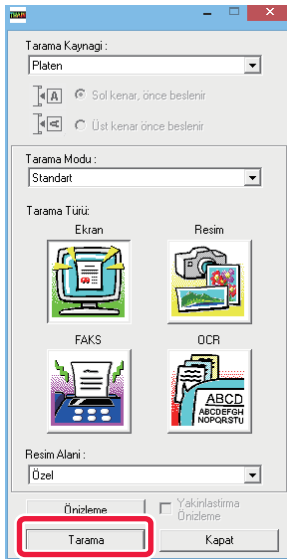 Tarama Kaynagi :
Platen
A Sol kenar, önce beslenir
A Üst kenar önce beslenir
Tarama Modu :
Standart
Tarama Türü:
Ekran Resim
FAKS OCR
ABCD
ABCDEFGH
NOPQRSTU
Resim Alani :
Özel
Önizleme Yakinlastirma Önizleme
Tarama Kapat